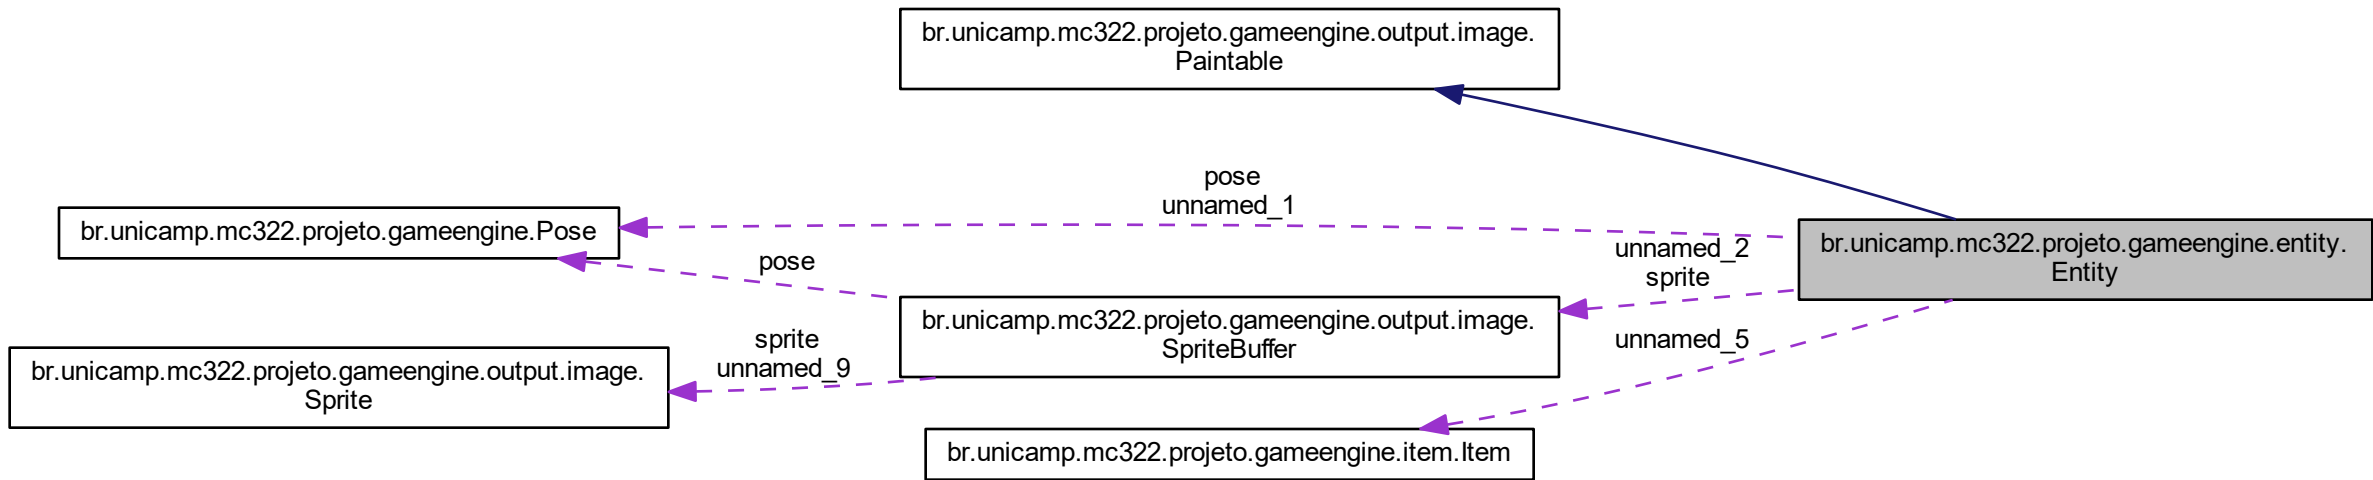 br.unicamp.mc322.projeto.gameengine.output.image.
Paintable
pose
unnamed_1
br.unicamp.mc322.projeto.gameengine.Pose
br.unicamp.mc322.projeto.gameengine.entity.
Entity
unnamed_2
sprite
pose
br.unicamp.mc322.projeto.gameengine.output.image.
SpriteBuffer
sprite
unnamed_9
unnamed_5
br.unicamp.mc322.projeto.gameengine.output.image.
Sprite
br.unicamp.mc322.projeto.gameengine.item.Item